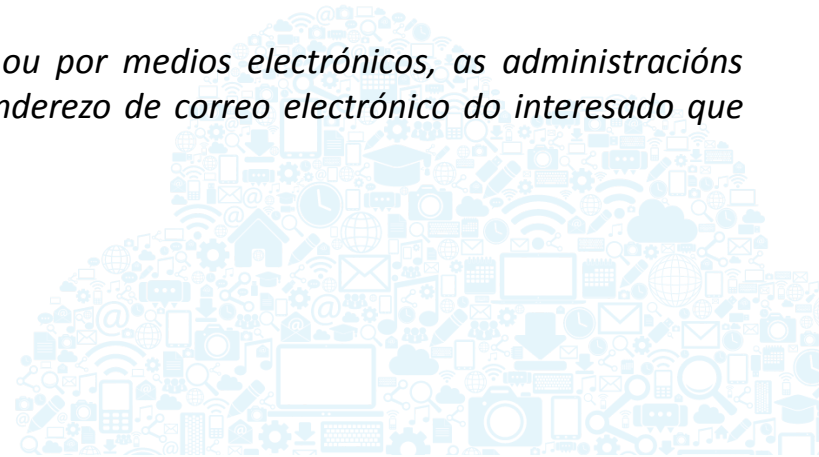 ou por medios electrónicos, as administracións
nderezo de correo electrónico do interesado que